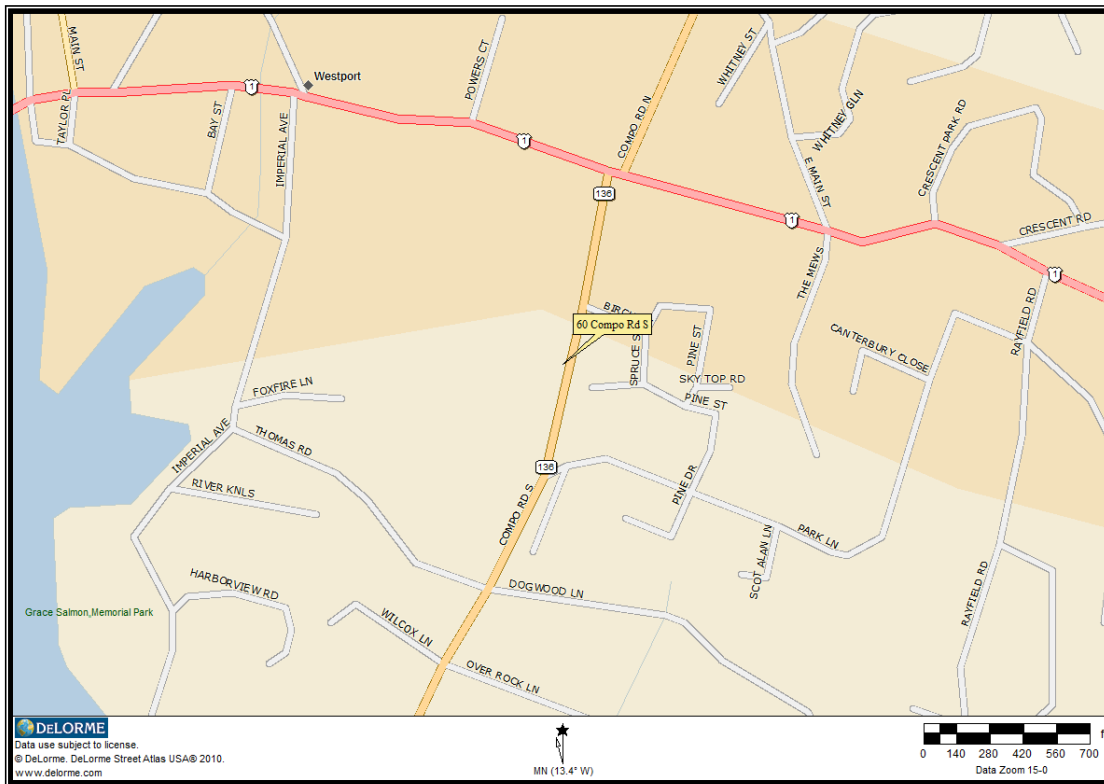 MAIN ST
TAYLOR PL
BAY ST
1
Westport
IMPERIAL AVE
POWERS CT
1
COMPO RD N
136
WHITNEY ST
WHITNEY GLN
E MAIN ST
1
CRESCENT PARK RD
CRESCENT RD
1
THE MEWS
RAYFIELD RD
60 Compo Rd S
SPRUCE S
PINE ST
SKY TOP RD
PINE ST
CANTERBURY CLOSE
FOXFIRE LN
IMPERIAL AVE
THOMAS RD
RIVER KNLS
136
COMPO RD S
PINE DR
PARK LN
SCOT ALAN LN
HARBORVIEW RD
Grace Salmon,Memorial Park
DOGWOOD LN
WILCOX LN
OVER ROCK LN
RAYFIELD RD
DELORME
Data use subject to license.
© DeLorme. DeLorme Street Atlas USA® 2010.
www.delorme.com
MN (13.4° W)
f
0 140 280 420 560 700
Data Zoom 15-0